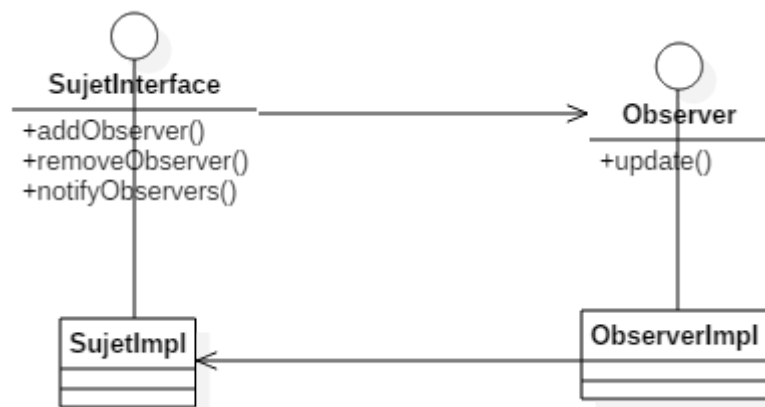 SujetInterface
+addObserver()
+removeObserver()
+notifyObservers()
Observer
+update()
SujetImpl
ObserverImpl